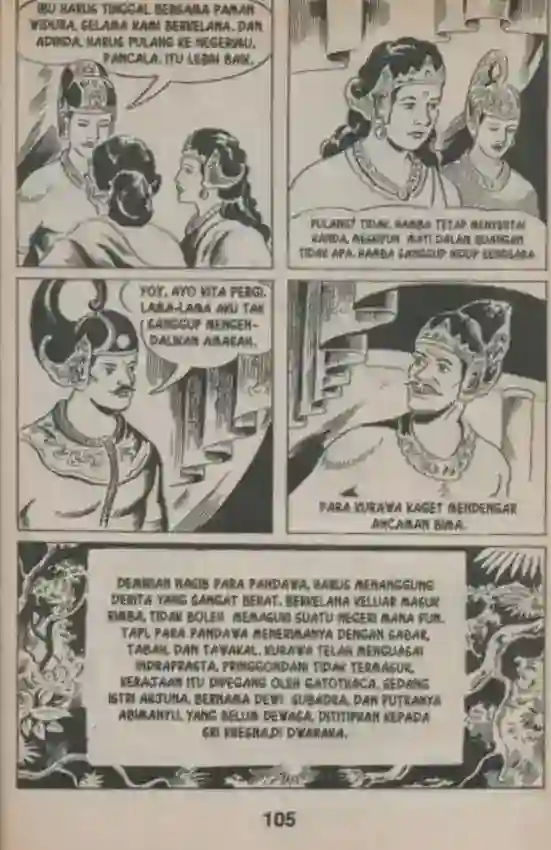 IBU HARUS TINGGAL BERSAMA PAMAN
WIDURA, SELAMA KAMI BERKELANA. DAN
ADINDA, HARUS PULANG KE NEGERIMU,
PANCALA. ITU LEBIH BAIK.
PULANG? TIDAK. HAMBA TETAP MENYERTAI
KANDA, MESKIPUN MATI DALAM BUANGAN
TIDAK APA. HAMBA SANGGUP HIDUP SENGSARA
YOK, AYO KITA PERGI.
LAMA-LAMA AKU TAK
SANGGUP MENGEN-
DALIKAN AMARAH.
PARA KURAWA KAGET MENDENGAR
ANCAMAN BIMA.
DEMIKIAN NASIB PARA PANDAWA, HARUS MENANGGUNG
DERITA YANG SANGAT BERAT. BERKELANA KELUAR MASUK
RIMBA, TIDAK BOLEH MEMASUKI SUATU NEGERI MANA PUN.
TAPI, PARA PANDAWA MENERIMANYA DENGAN SABAR,
TABAH, DAN TAWAKAL. KURAWA TELAH MENGUASAI
INDRAPRASTA. PRINGGONDANI TIDAK TERMASUK,
KERAJAAN ITU DIPEGANG OLEH GATOTKACA. SEDANG
ISTRI ARJUNA, BERNAMA DEWI SUBADRA, DAN PUTRANYA
ABIMANYU, YANG BELUM DEWASA, DITITIPKAN KEPADA
SRI KRESNA, DI DWARAKA.
105